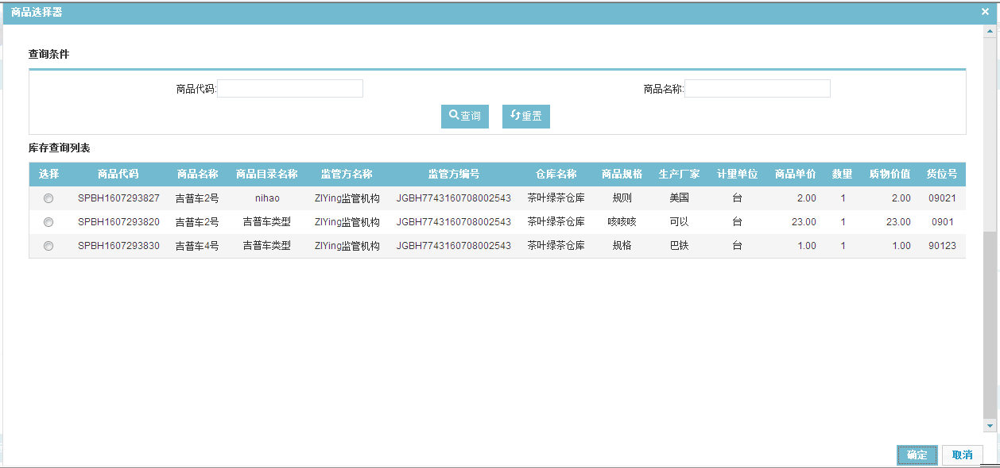 商品选择器 ×
查询条件
商品代码: 商品名称:
查询 重置
库存查询列表
选择 商品代码 商品名称 商品目录名称 监管方名称 监管方编号 仓库名称 商品规格 生产厂家 计量单位 商品单价 数量 质物价值 货位号
SPBH1607293827 吉普车2号 nihao ZIYing监管机构 JGBH7743160708002543 茶叶绿茶仓库 规则 美国 台 2.00 1 2.00 09021
SPBH1607293820 吉普车2号 吉普车类型 ZIYing监管机构 JGBH7743160708002543 茶叶绿茶仓库 咳咳咳 可以 台 23.00 1 23.00 0901
SPBH1607293830 吉普车4号 吉普车类型 ZIYing监管机构 JGBH7743160708002543 茶叶绿茶仓库 规格 巴铁 台 1.00 1 1.00 90123
确定 取消